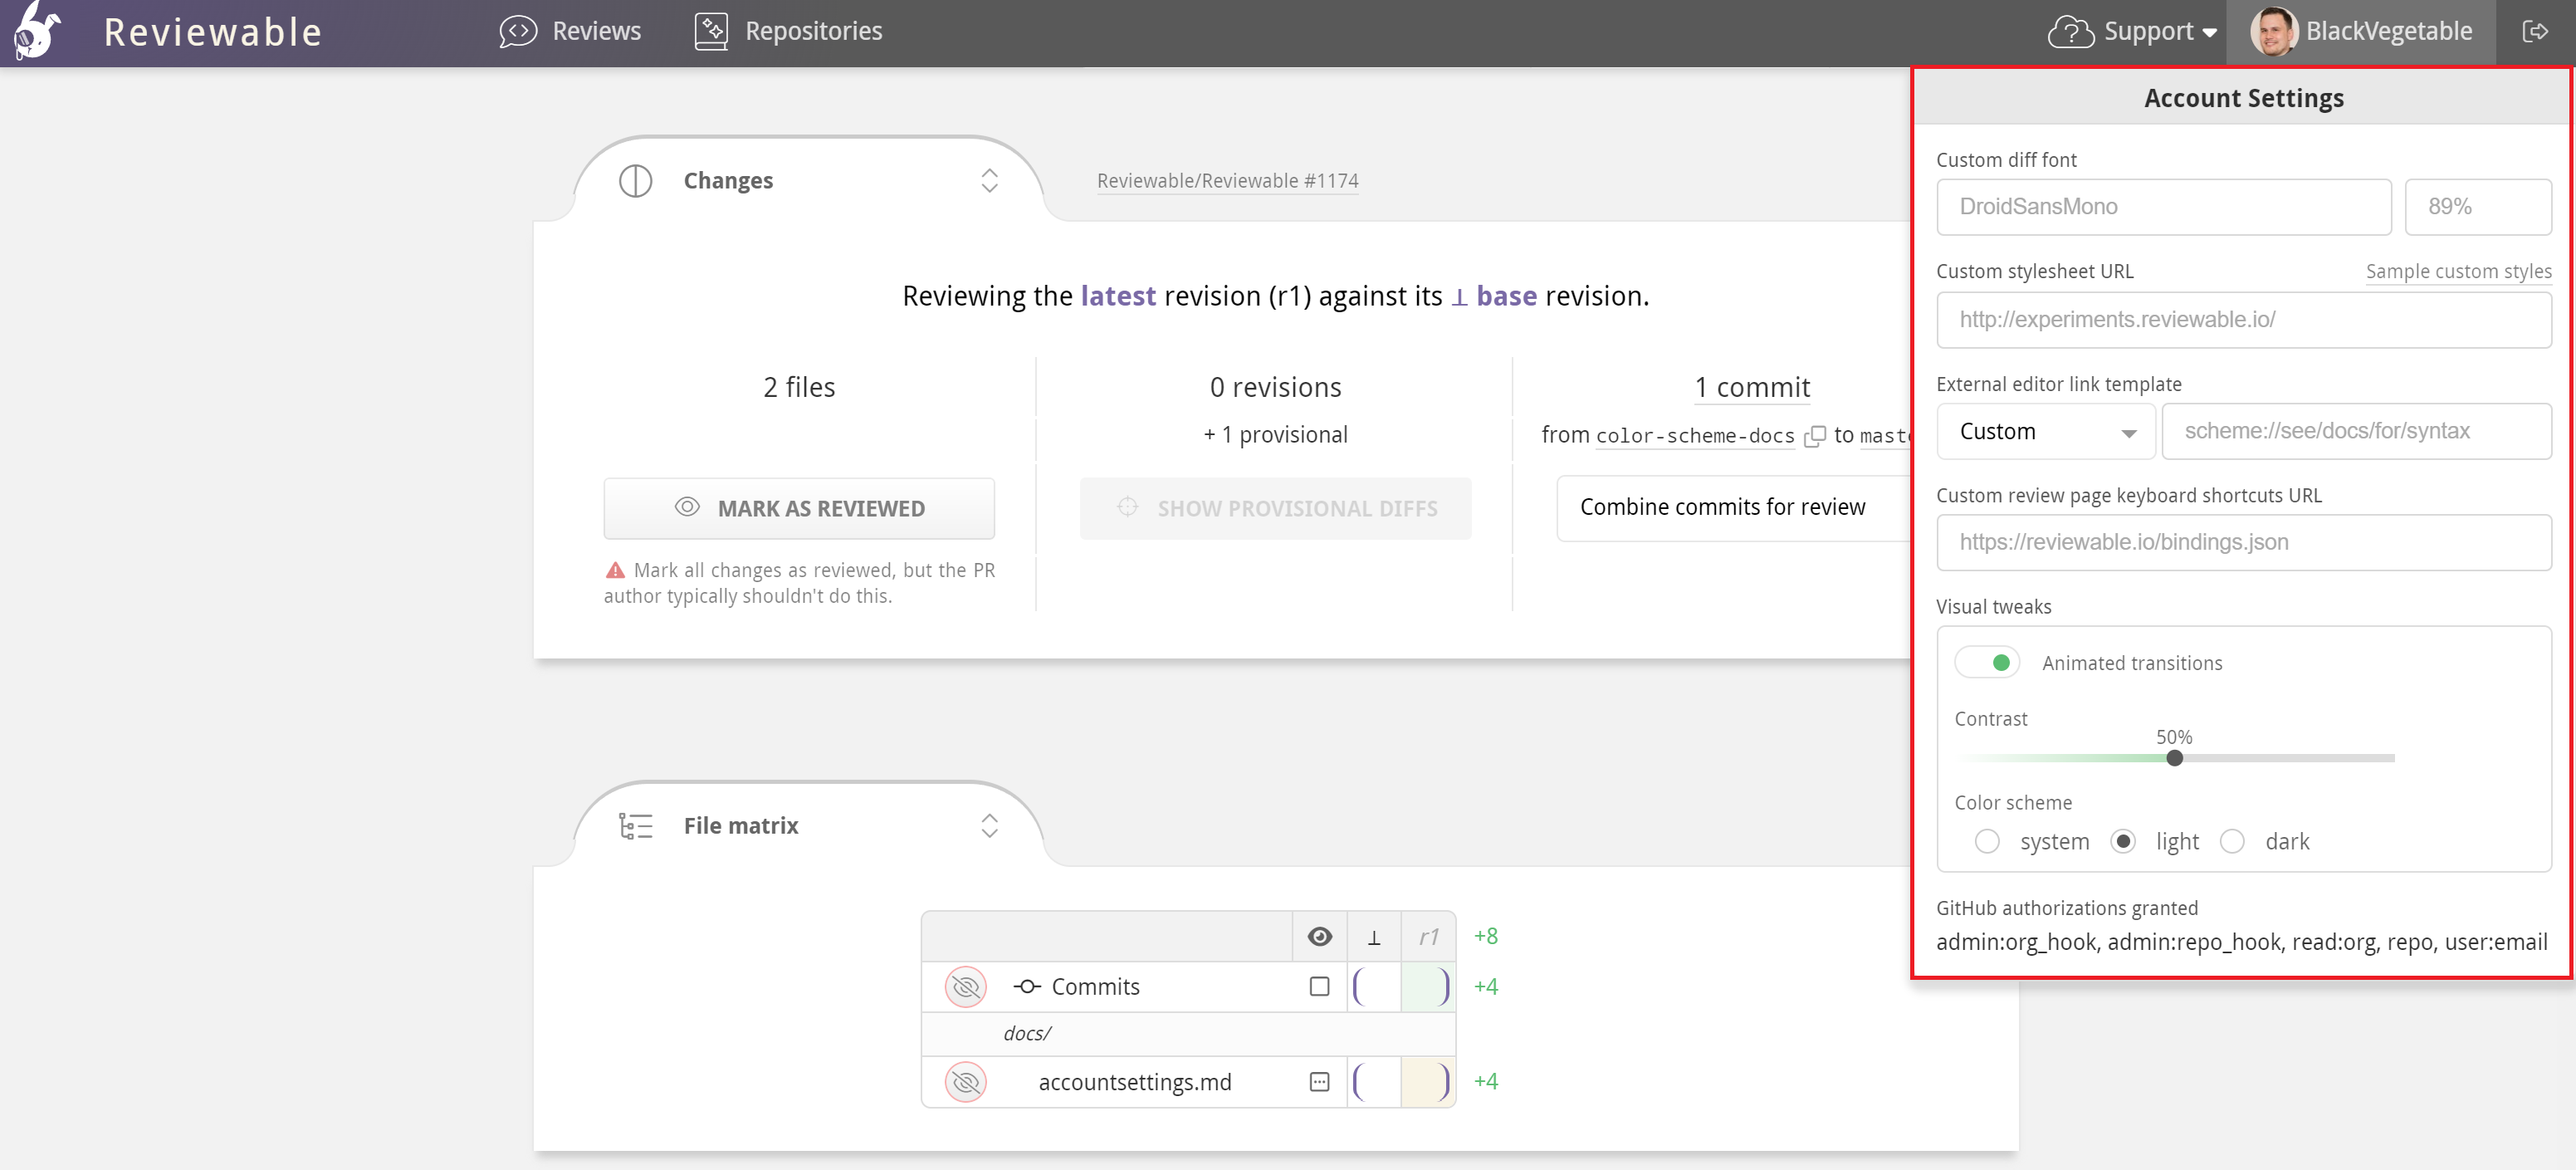 Reviewable
Reviews
Repositories
Support
BlackVegetable
Changes
Reviewable/Reviewable #1174
Reviewing the latest revision (r1) against its ⊥ base revision.
2 files
0 revisions
1 commit
+ 1 provisional
from color-scheme-docs to mast
MARK AS REVIEWED
SHOW PROVISIONAL DIFFS
Combine commits for review
Mark all changes as reviewed, but the PR
author typically shouldn't do this.
File matrix
⊥ r1 +8
Commits +4
docs/
accountsettings.md +4
Account Settings
Custom diff font
DroidSansMono 89%
Custom stylesheet URL Sample custom styles
http://experiments.reviewable.io/
External editor link template
Custom scheme://see/docs/for/syntax
Custom review page keyboard shortcuts URL
https://reviewable.io/bindings.json
Visual tweaks
Animated transitions
Contrast
50%
Color scheme
system light dark
GitHub authorizations granted
admin:org_hook, admin:repo_hook, read:org, repo, user:email